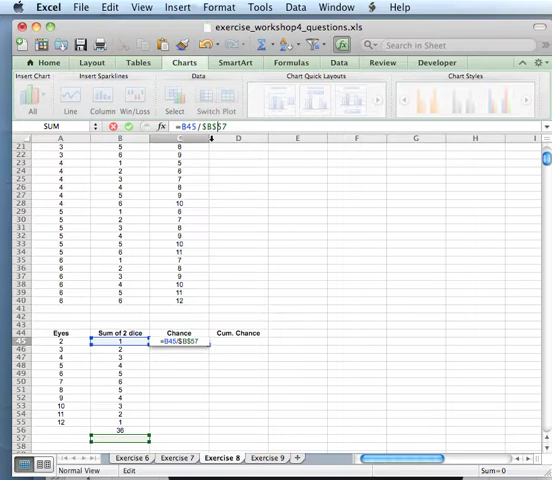 Excel File Edit View Insert Format Tools Data Window Help
exercise_workshop4_questions.xls
Search in Sheet
Home Layout Tables Charts SmartArt Formulas Data Review Developer
Insert Chart Insert Sparklines Data Chart Quick Layouts Chart Styles
All Line Column Win/Loss Select Switch Plot
SUM fx =B45/$B$57
A B C D E F G H I
21 3 5 8
22 3 6 9
23 4 1 5
24 4 2 6
25 4 3 7
26 4 4 8
27 4 5 9
28 4 6 10
29 5 1 6
30 5 2 7
31 5 3 8
32 5 4 9
33 5 5 10
34 5 6 11
35 6 1 7
36 6 2 8
37 6 3 9
38 6 4 10
39 6 5 11
40 6 6 12
41
42
43
44 Eyes Sum of 2 dice Chance Cum. Chance
45 2 1 =B45/$B$57
46 3 2
47 4 3
48 5 4
49 6 5
50 7 6
51 8 5
52 9 4
53 10 3
54 11 2
55 12 1
56 36
57
58
Exercise 6 Exercise 7 Exercise 8 Exercise 9 +
Normal View Edit Sum=0